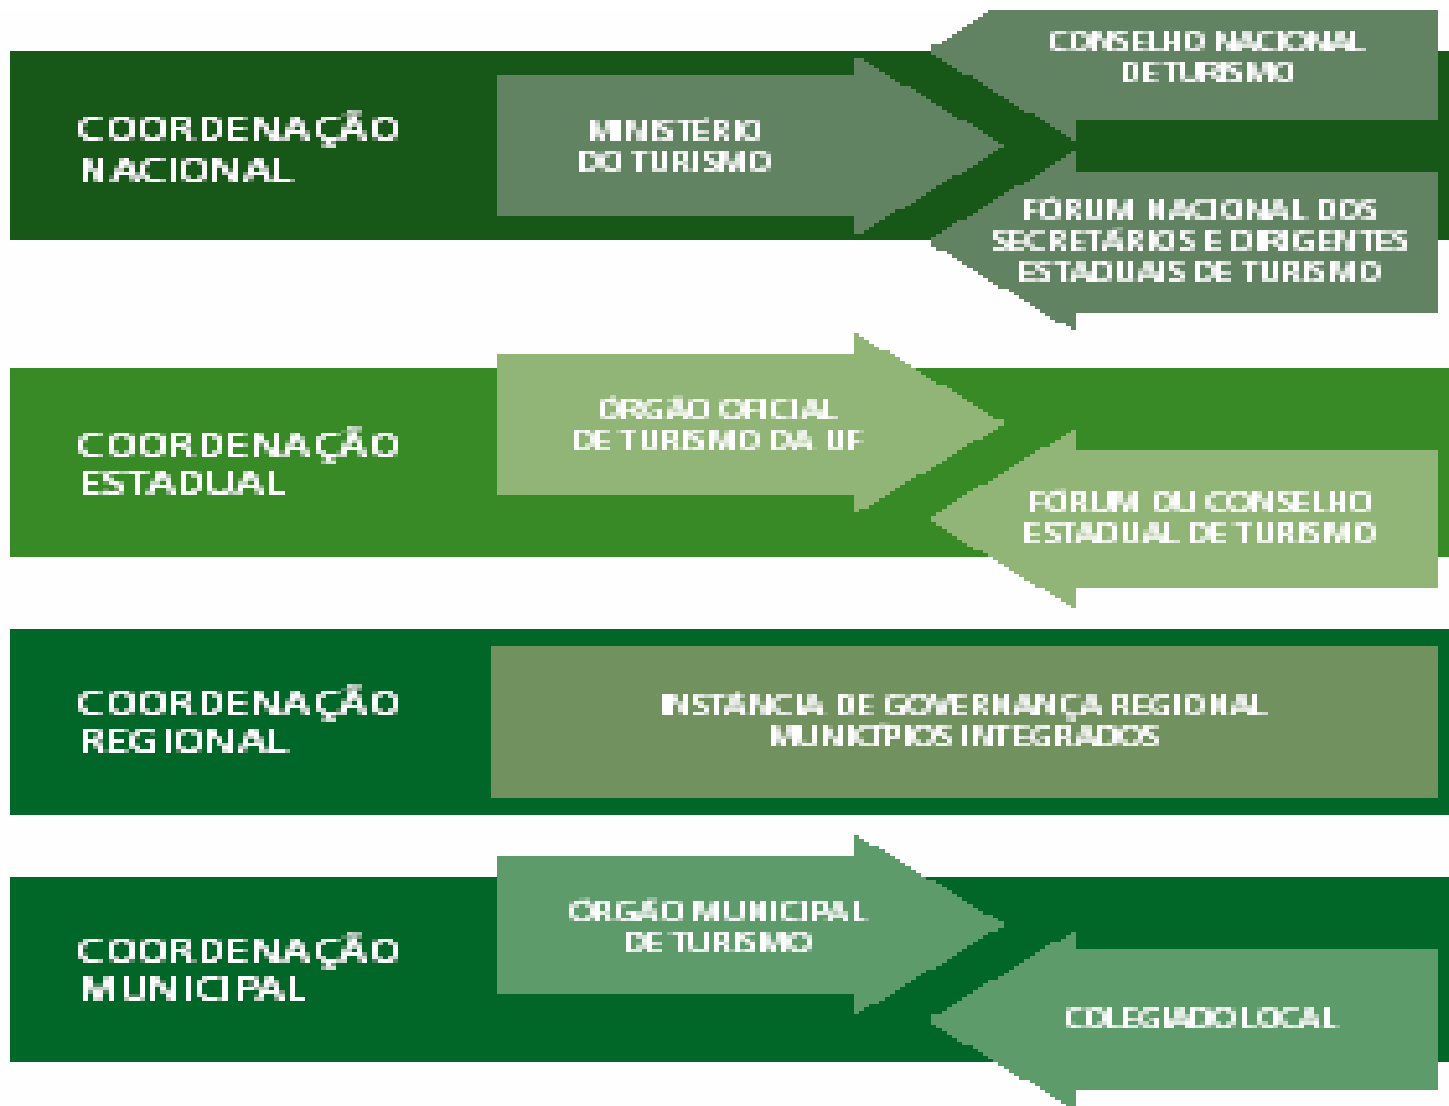 COORDENAÇÃO
NACIONAL
MINISTÉRIO
DO TURISMO
CONSELHO NACIONAL
DE TURISMO
FÓRUM NACIONAL DOS
SECRETÁRIOS E DIRIGENTES
ESTADUAIS DE TURISMO
COORDENAÇÃO
ESTADUAL
ÓRGÃO OFICIAL
DE TURISMO DA UF
FÓRUM OU CONSELHO
ESTADUAL DE TURISMO
COORDENAÇÃO
REGIONAL
INSTÂNCIA DE GOVERNANÇA REGIONAL
MUNICÍPIOS INTEGRADOS
COORDENAÇÃO
MUNICIPAL
ÓRGÃO MUNICIPAL
DE TURISMO
COLEGIADO LOCAL